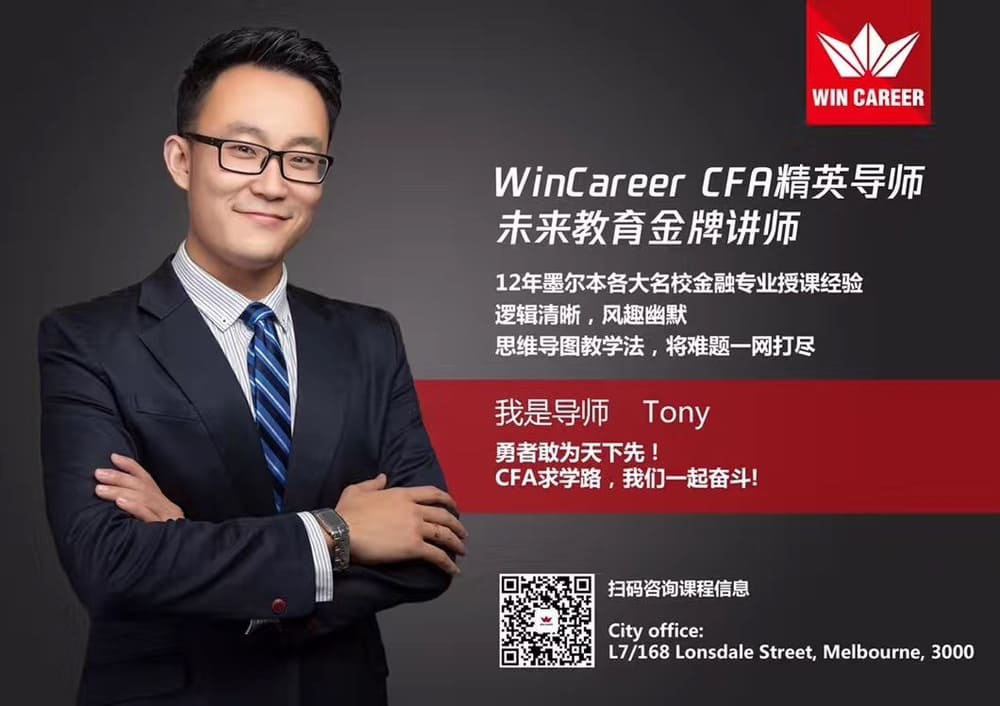 WIN CAREER
WinCareer CFA精英导师
未来教育金牌讲师
12年墨尔本各大名校金融专业授课经验
逻辑清晰，风趣幽默
思维导图教学法，将难题一网打尽
我是导师 Tony
勇者敢为天下先！
CFA求学路，我们一起奋斗!
扫码咨询课程信息
City office:
L7/168 Lonsdale Street, Melbourne, 3000